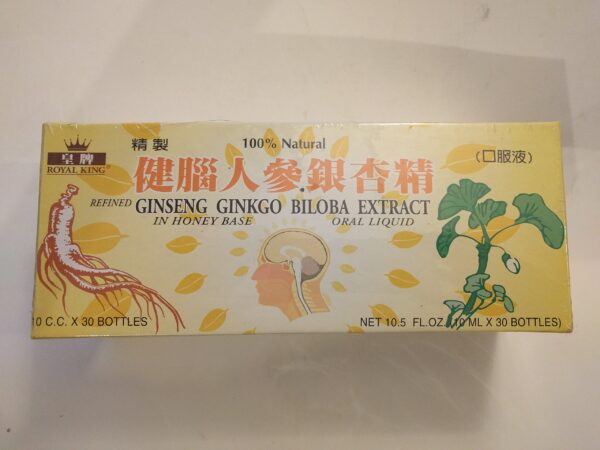 精製
100% Natural
皇牌
ROYAL KING®
健腦人參.銀杏精
(口服液)
REFINED GINSENG GINKGO BILOBA EXTRACT
IN HONEY BASE ORAL LIQUID
0 C.C. X 30 BOTTLES
NET 10.5 FL.OZ. (10 ML X 30 BOTTLES)